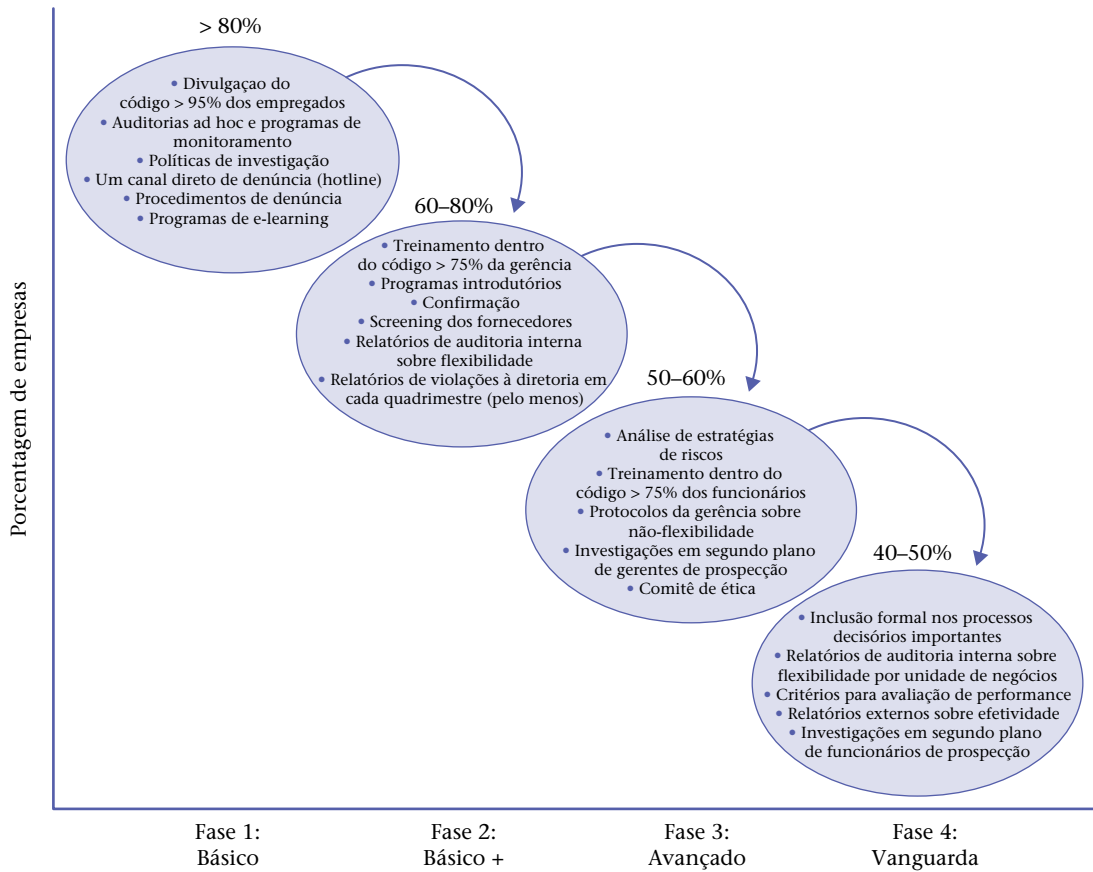 Porcentagem de empresas
> 80%
• Divulgaçao do
código > 95% dos empregados
• Auditorias ad hoc e programas de
monitoramento
• Políticas de investigação
• Um canal direto de denúncia (hotline)
• Procedimentos de denúncia
• Programas de e-learning
60–80%
• Treinamento dentro
do código > 75% da gerência
• Programas introdutórios
• Confirmação
• Screening dos fornecedores
• Relatórios de auditoria interna
sobre flexibilidade
• Relatórios de violações à diretoria em
cada quadrimestre (pelo menos)
50–60%
• Análise de estratégias
de riscos
• Treinamento dentro do
código > 75% dos funcionários
• Protocolos da gerência sobre
não-flexibilidade
• Investigações em segundo plano
de gerentes de prospecção
• Comitê de ética
40–50%
• Inclusão formal nos processos
decisórios importantes
• Relatórios de auditoria interna sobre
flexibilidade por unidade de negócios
• Critérios para avaliação de performance
• Relatórios externos sobre efetividade
• Investigações em segundo plano
de funcionários de prospecção
Fase 1:
Básico
Fase 2:
Básico +
Fase 3:
Avançado
Fase 4:
Vanguarda